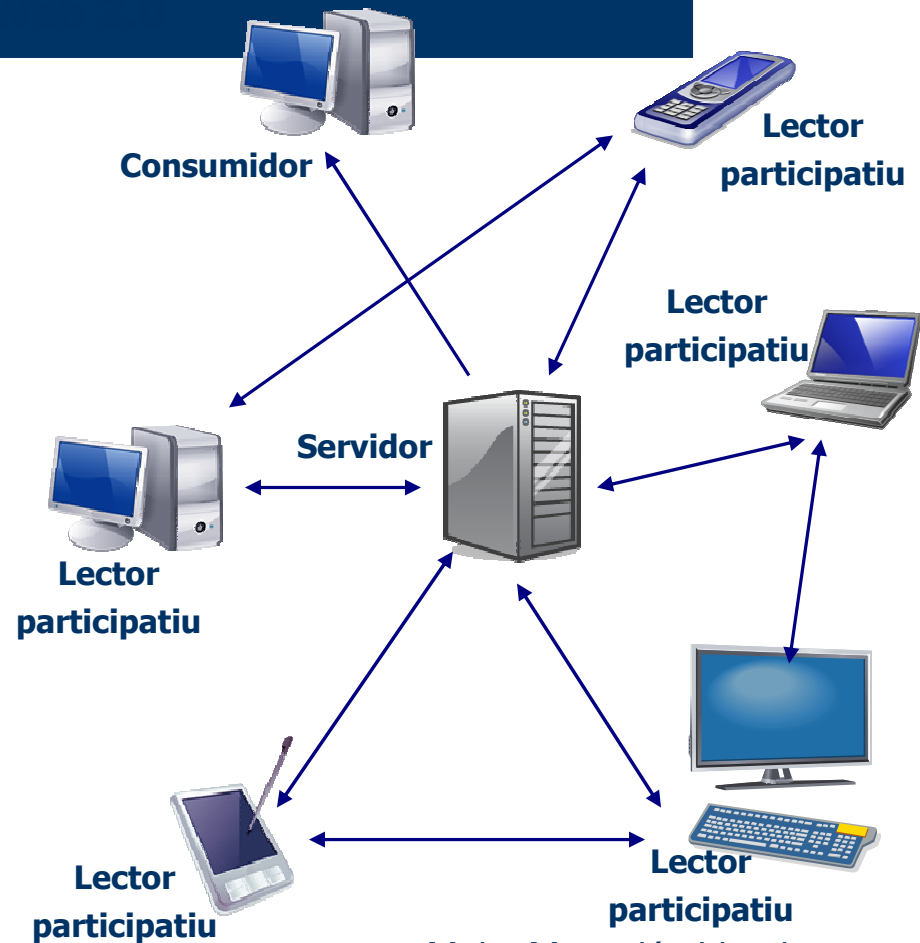 Consumidor
Lector
participatiu
Lector
participatiu
Servidor
Lector
participatiu
Lector
participatiu
Lector
participatiu